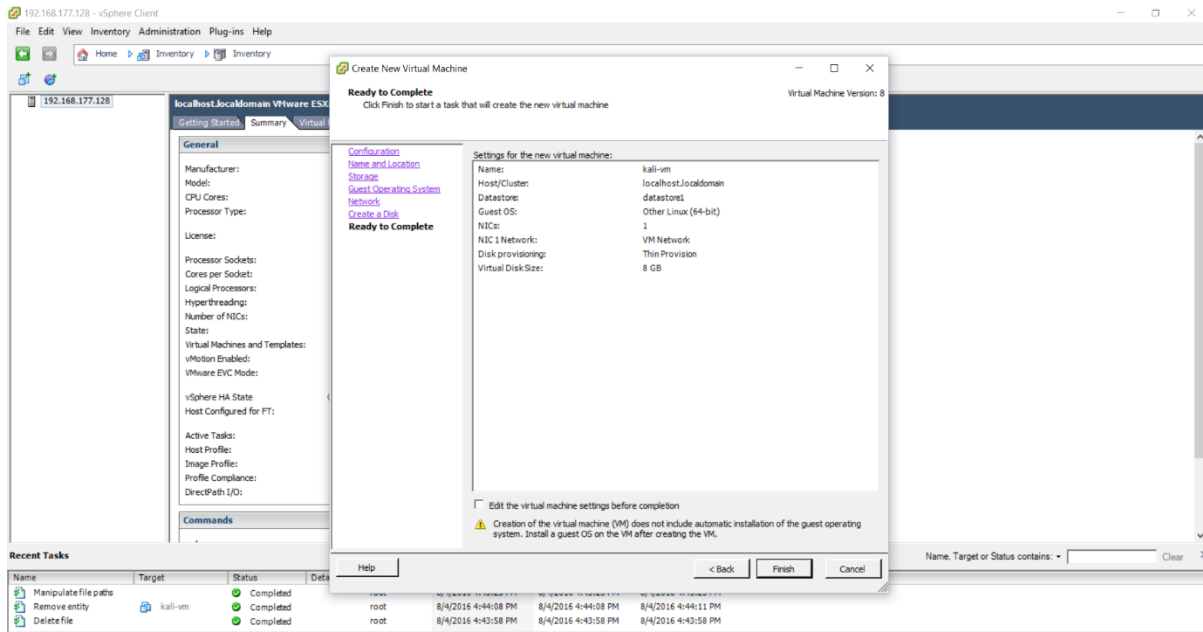 192.168.177.128 - vSphere Client
File Edit View Inventory Administration Plug-ins Help
Home Inventory Inventory
192.168.177.128
localhost.localdomain VMware ESX
Getting Started Summary Virtual
General
Manufacturer:
Model:
CPU Cores:
Processor Type:
License:
Processor Sockets:
Cores per Socket:
Logical Processors:
Hyperthreading:
Number of NICs:
State:
Virtual Machines and Templates:
vMotion Enabled:
VMware EVC Mode:
vSphere HA State
Host Configured for FT:
Active Tasks:
Host Profile:
Image Profile:
Profile Compliance:
DirectPath I/O:
Commands
Create New Virtual Machine
Ready to Complete
Click Finish to start a task that will create the new virtual machine
Virtual Machine Version: 8
Configuration
Name and Location
Storage
Guest Operating System
Network
Create a Disk
Ready to Complete
Settings for the new virtual machine:
Name: kali-vm
Host/Cluster: localhost.localdomain
Datastore: datastore1
Guest OS: Other Linux (64-bit)
NICs: 1
NIC 1 Network: VM Network
Disk provisioning: Thin Provision
Virtual Disk Size: 8 GB
Edit the virtual machine settings before completion
Creation of the virtual machine (VM) does not include automatic installation of the guest operating
system. Install a guest OS on the VM after creating the VM.
Help < Back Finish Cancel
Recent Tasks
Name, Target or Status contains: Clear
Name Target Status Deta
Manipulate file paths Completed root
Remove entity kali-vm Completed root 8/4/2016 4:44:08 PM 8/4/2016 4:44:08 PM 8/4/2016 4:44:11 PM
Delete file Completed root 8/4/2016 4:43:58 PM 8/4/2016 4:43:58 PM 8/4/2016 4:43:58 PM